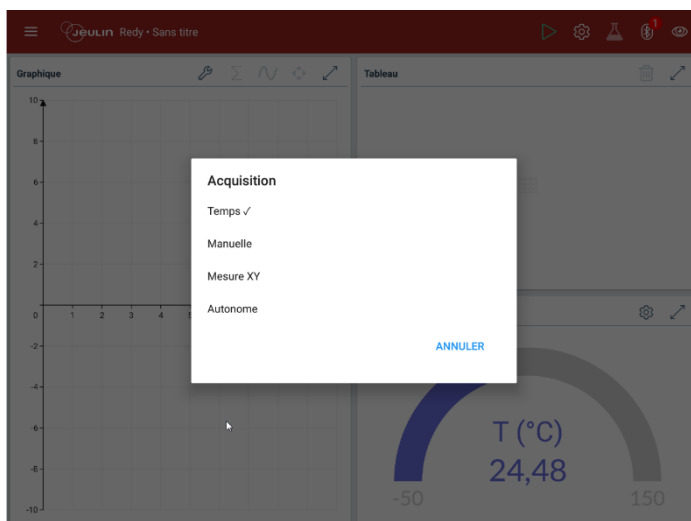 Jeulin Redy • Sans titre
1
Graphique
Tableau
10
8
6
4
2
0 1 2 3 4 5
-2
-4
-6
-8
-10
Acquisition
Temps ✓
Manuelle
Mesure XY
Autonome
ANNULER
T (°C)
24,48
-50 150